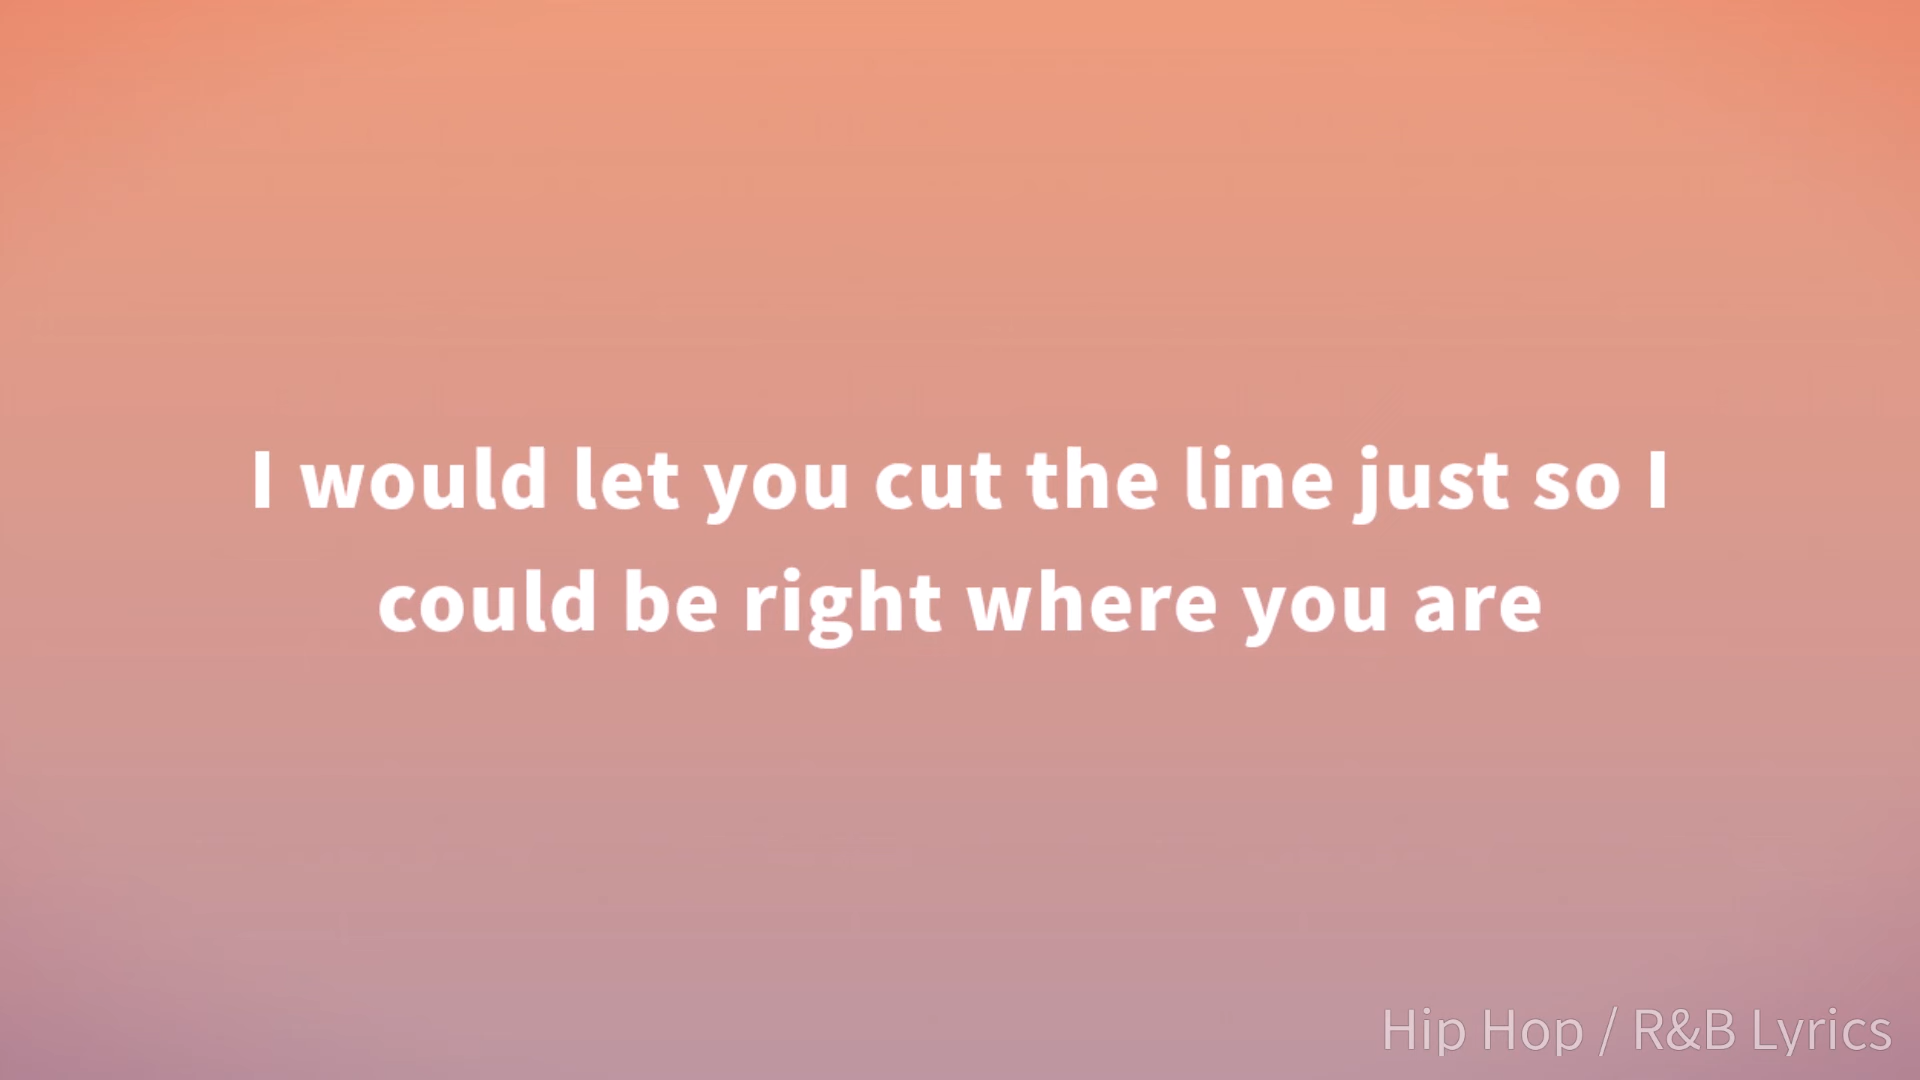 I would let you cut the line just so I
could be right where you are
Hip Hop / R&B Lyrics